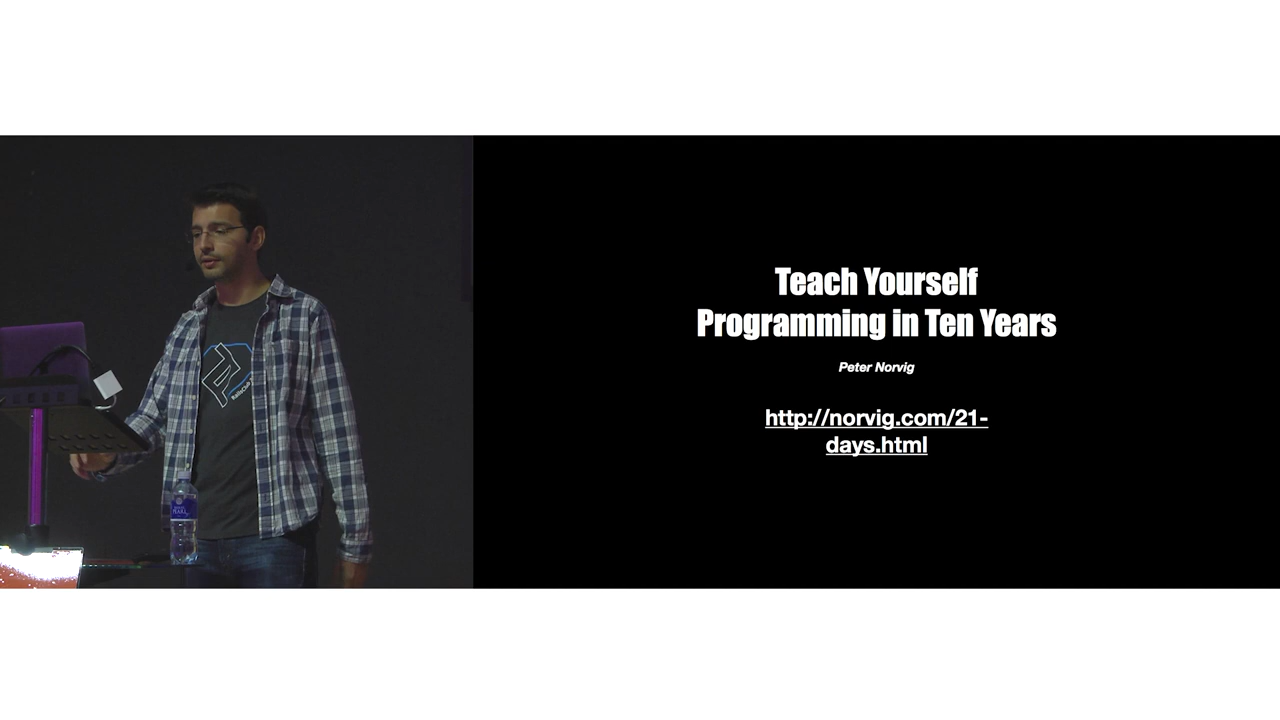 Teach Yourself
Programming in Ten Years
Peter Norvig
http://norvig.com/21-
days.html